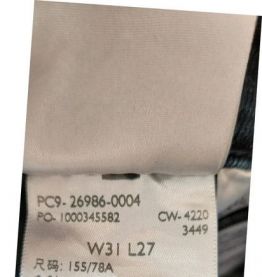 PC9- 26986-0004
PO- 1000345582 CW- 4220
3449
W31 L27
尺码: 155/78A